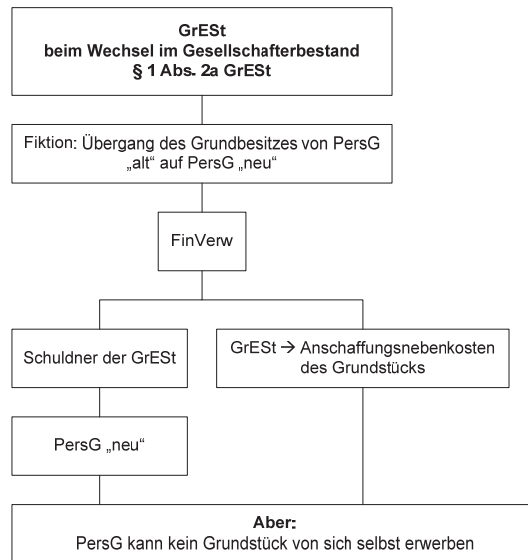 GrESt
beim Wechsel im Gesellschafterbestand
§ 1 Abs. 2a GrESt
Fiktion: Übergang des Grundbesitzes von PersG
„alt“ auf PersG „neu“
FinVerw
Schuldner der GrESt
GrESt → Anschaffungsnebenkosten
des Grundstücks
PersG „neu“
Aber:
PersG kann kein Grundstück von sich selbst erwerben